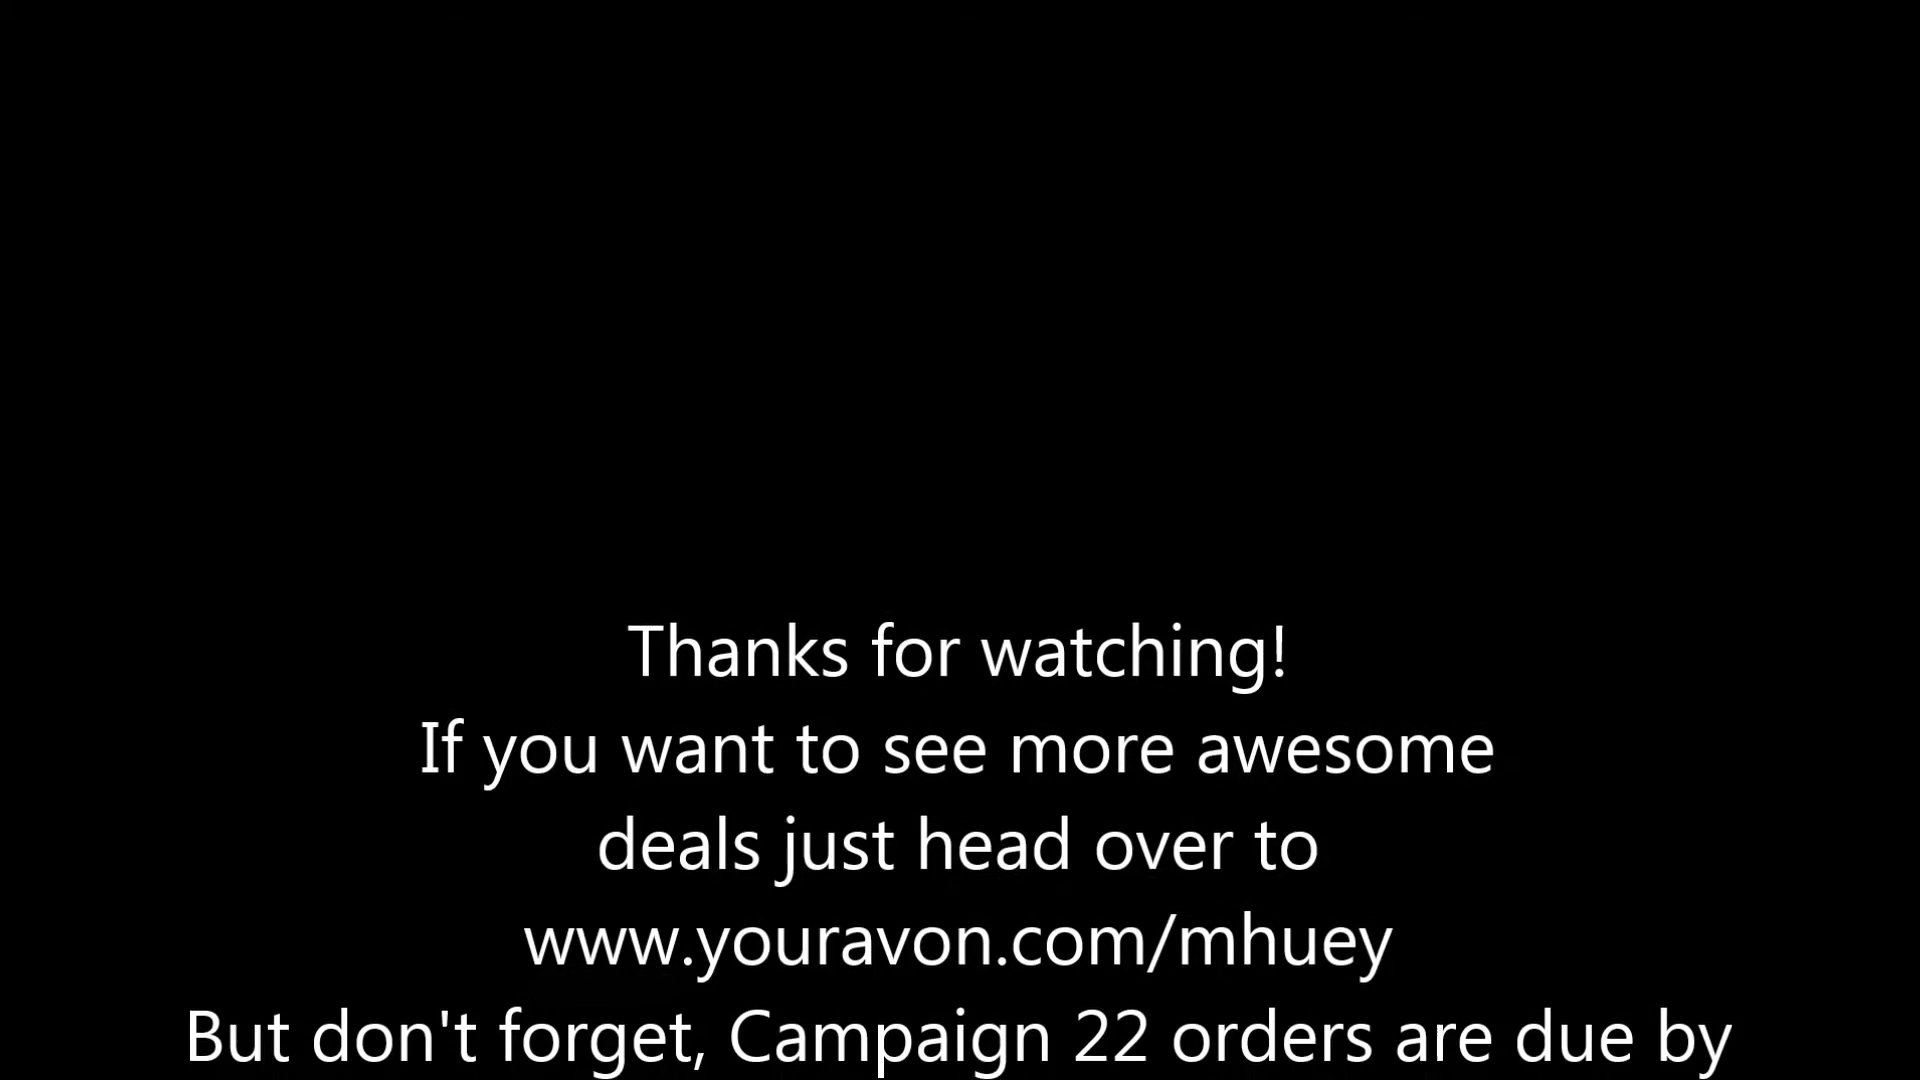 Thanks for watching!
If you want to see more awesome
deals just head over to
www.youravon.com/mhuey
But don't forget, Campaign 22 orders are due by